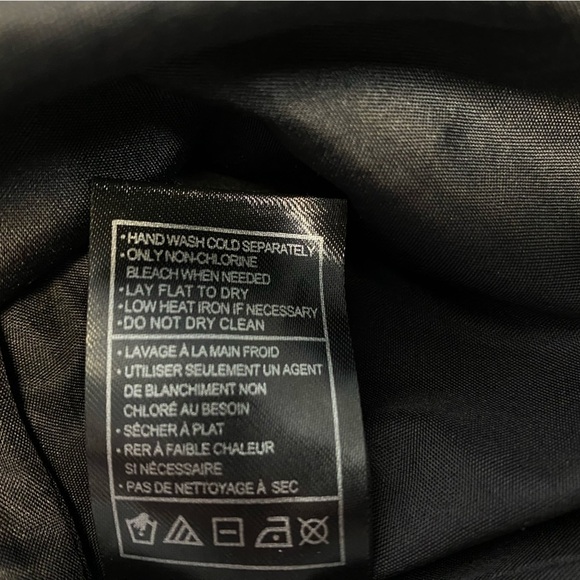 • HAND WASH COLD SEPARATELY
• ONLY NON-CHLORINE
BLEACH WHEN NEEDED
• LAY FLAT TO DRY
• LOW HEAT IRON IF NECESSARY
• DO NOT DRY CLEAN
• LAVAGE À LA MAIN FROID
• UTILISER SEULEMENT UN AGENT
DE BLANCHIMENT NON
CHLORÉ AU BESOIN
• SÉCHER À PLAT
• RER À FAIBLE CHALEUR
SI NÉCESSAIRE
• PAS DE NETTOYAGE À SEC